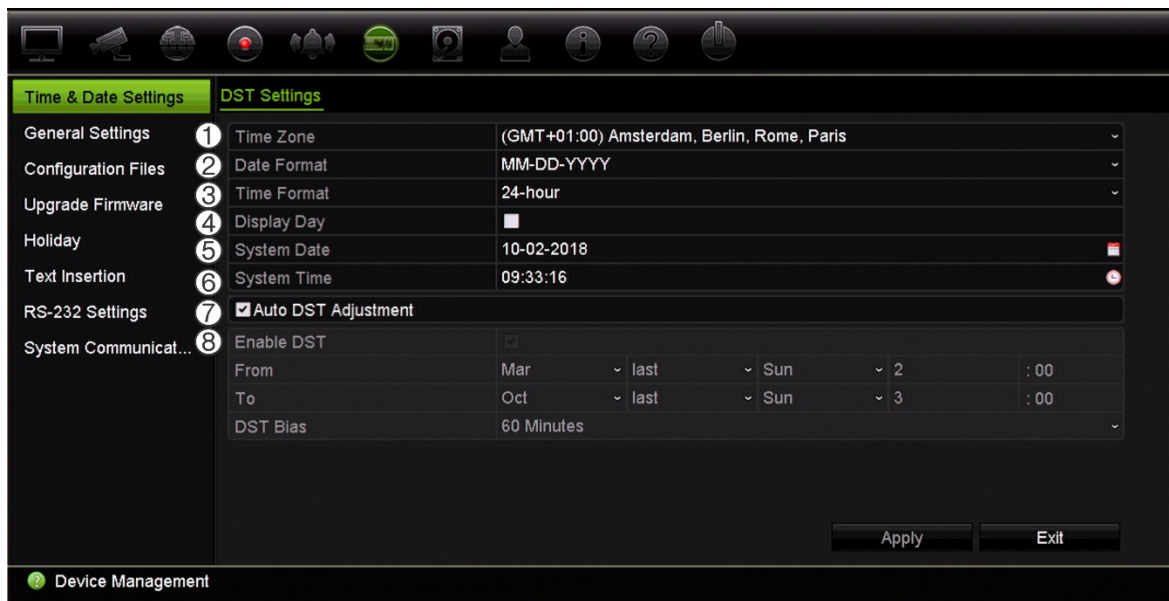 Time & Date Settings
DST Settings
General Settings
Configuration Files
Upgrade Firmware
Holiday
Text Insertion
RS-232 Settings
System Communicat...
1 Time Zone (GMT+01:00) Amsterdam, Berlin, Rome, Paris
2 Date Format MM-DD-YYYY
3 Time Format 24-hour
4 Display Day
5 System Date 10-02-2018
6 System Time 09:33:16
7 Auto DST Adjustment
8 Enable DST
From Mar last Sun 2 : 00
To Oct last Sun 3 : 00
DST Bias 60 Minutes
Apply Exit
? Device Management